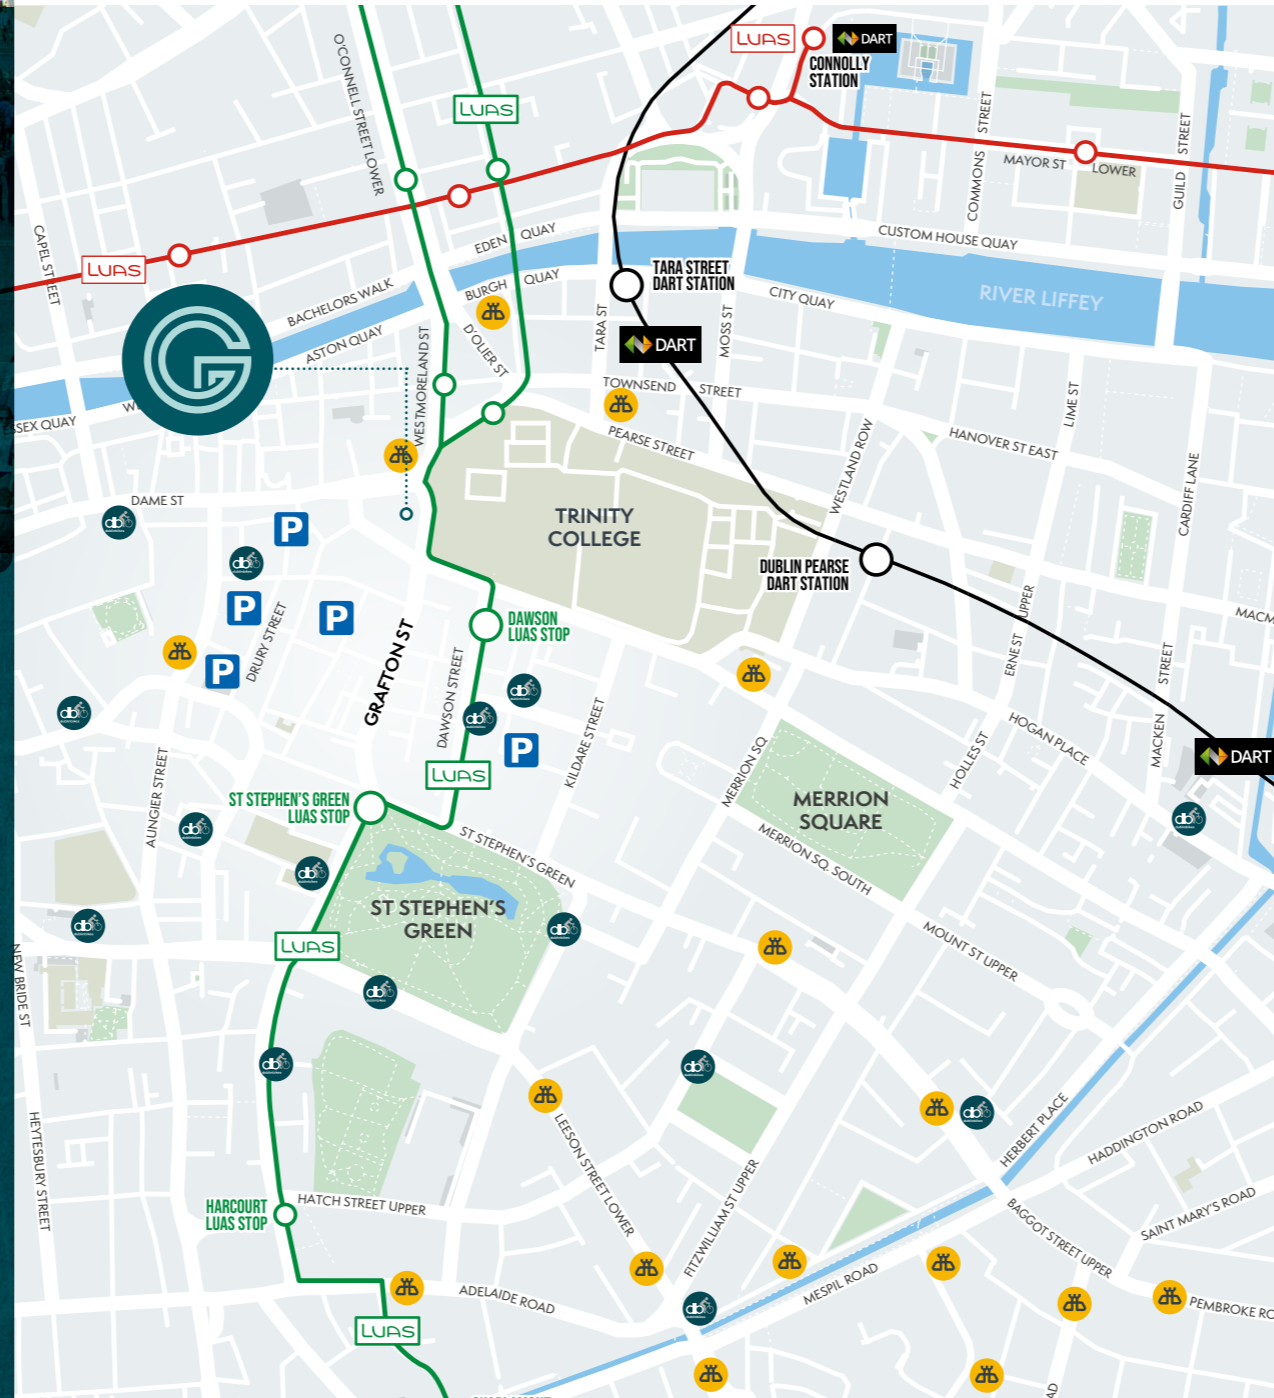 LUAS
DART
CONNOLLY
STATION
O'CONNELL STREET LOWER
LUAS
COMMONS STREET
GUILD STREET
MAYOR ST LOWER
CAPEL STREET
LUAS
EDEN QUAY
CUSTOM HOUSE QUAY
BACHELORS WALK
BURGH QUAY
TARA STREET
DART STATION
CITY QUAY
RIVER LIFFEY
ASTON QUAY
WESTMORELAND ST
D'OLIER ST
TARA ST
MOSS ST
DART
TOWNSEND STREET
SSEX QUAY
LIME ST
PEARSE STREET
WESTLAND ROW
HANOVER ST EAST
CARDIFF LANE
DAME ST
TRINITY
COLLEGE
P
DUBLIN PEARSE
DART STATION
P
P
P
DRURY STREET
GRAFTON ST
DAWSON
LUAS STOP
ERNE ST UPPER
MACM
DAWSON STREET
KILDARE STREET
P
MERRION SQ
HOLLES ST
HOGAN PLACE
MACKEN STREET
DART
LUAS
AUNGIER STREET
ST STEPHEN'S GREEN
LUAS STOP
MERRION
SQUARE
ST STEPHEN'S GREEN
MERRION SQ. SOUTH
ST STEPHEN'S
GREEN
LUAS
NEW BRIDE ST
MOUNT ST UPPER
HEYTESBURY STREET
LEESON STREET LOWER
HERBERT PLACE
HADDINGTON ROAD
HARCOURT
LUAS STOP
HATCH STREET UPPER
FITZWILLIAM ST UPPER
BAGGOT STREET UPPER
SAINT MARY'S ROAD
ADELAIDE ROAD
MESPIL ROAD
PEMBROKE RO
LUAS
AD